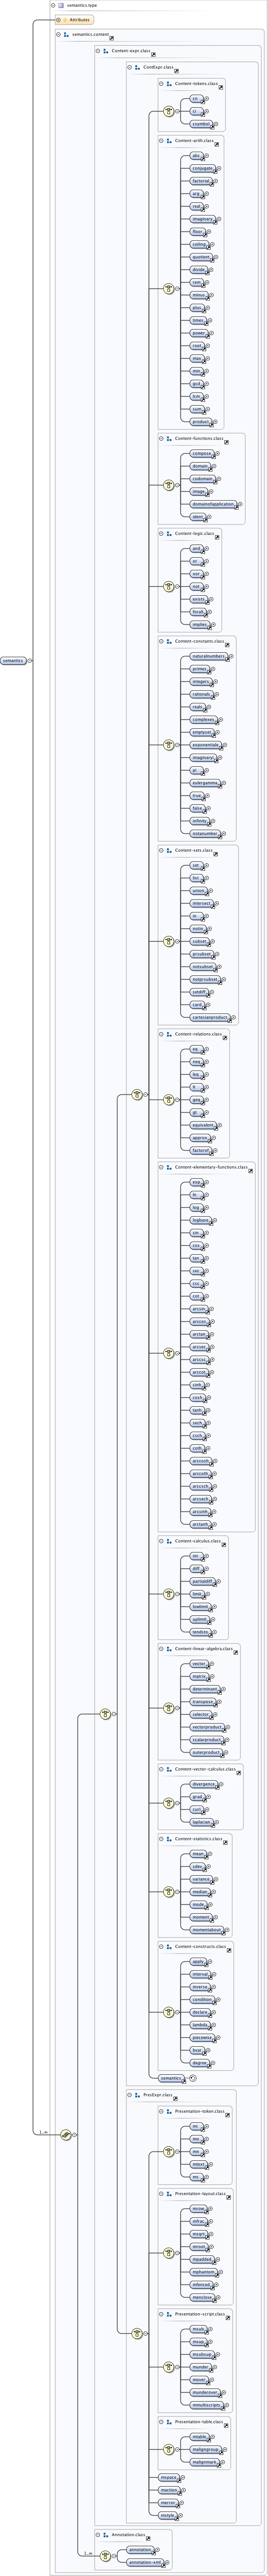 semantics.type
Attributes
semantics.content
Content-expr.class
ContExpr.class
Content-tokens.class
cn
ci
csymbol
Content-arith.class
abs
conjugate
factorial
arg
real
imaginary
floor
ceiling
quotient
divide
rem
minus
plus
times
power
root
max
min
gcd
lcm
sum
product
Content-functions.class
compose
domain
codomain
image
domainofapplication
ident
Content-logic.class
and
or
xor
not
exists
forall
implies
Content-constants.class
naturalnumbers
semantics
primes
integers
rationals
reals
complexes
emptyset
exponentiale
imaginaryi
pi
eulergamma
true
false
infinity
notanumber
Content-sets.class
set
list
union
intersect
in
notin
subset
prsubset
notsubset
notprsubset
setdiff
card
cartesianproduct
Content-relations.class
eq
neq
leq
lt
geq
gt
equivalent
approx
factorof
Content-elementary-functions.class
exp
ln
log
logbase
sin
cos
tan
sec
csc
cot
arcsin
arccos
arctan
arcsec
arccsc
arccot
sinh
cosh
tanh
sech
csch
coth
arccosh
arccoth
arccsch
arcsech
arcsinh
arctanh
Content-calculus.class
int
diff
partialdiff
limit
lowlimit
uplimit
tendsto
Content-linear-algebra.class
vector
matrix
determinant
transpose
selector
vectorproduct
scalarproduct
outerproduct
Content-vector-calculus.class
divergence
grad
curl
laplacian
Content-statistics.class
mean
sdev
variance
median
mode
moment
momentabout
Content-constructs.class
apply
interval
inverse
condition
declare
lambda
piecewise
bvar
degree
semantics
PresExpr.class
Presentation-token.class
mi
mo
mn
1..∞
mtext
ms
Presentation-layout.class
mrow
mfrac
msqrt
mroot
mpadded
mphantom
mfenced
menclose
Presentation-script.class
msub
msup
msubsup
munder
mover
munderover
mmultiscripts
Presentation-table.class
mtable
maligngroup
malignmark
mspace
maction
merror
mstyle
Annotation.class
annotation
1..∞
annotation-xml